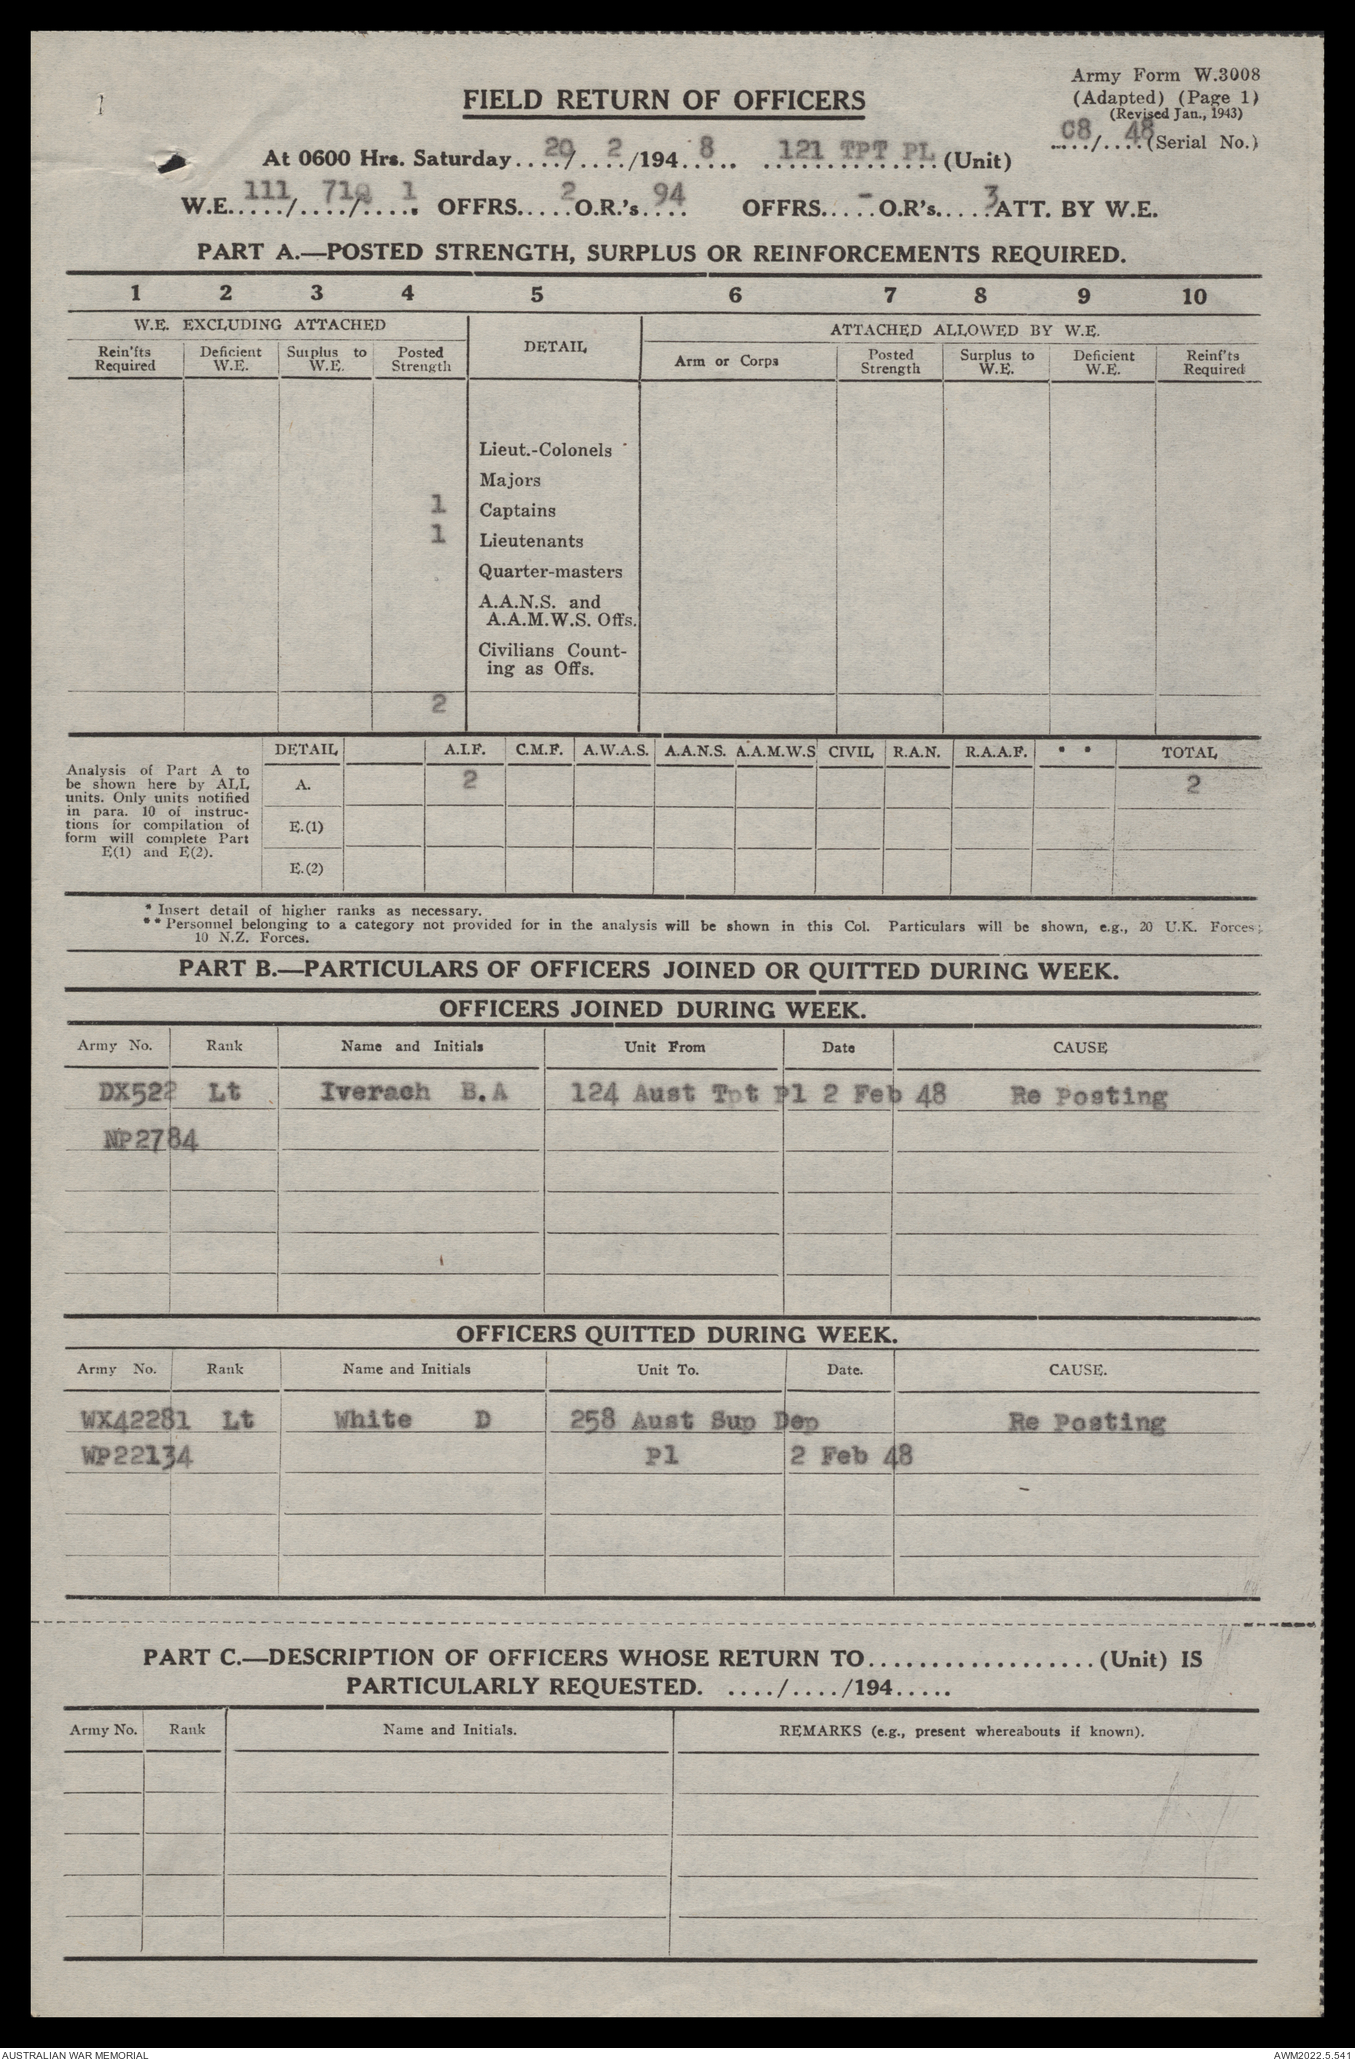 Army Form W.3008
FIELD RETURN OF OFFICERS
(Adapted) (Page 1)
(Revised Jan., 1943)
C8/48 (Serial No.)
At 0600 Hrs. Saturday....20/..2../194..8.. 121 TPT PL (Unit)
W.E. 111/71Q/1. OFFRS. 2 O.R.'s. 94 OFFRS. - O.R's. 3 ATT. BY W.E.
PART A.—POSTED STRENGTH, SURPLUS OR REINFORCEMENTS REQUIRED.
1 2 3 4 5 6 7 8 9 10
W.E. EXCLUDING ATTACHED DETAIL ATTACHED ALLOWED BY W.E.
Rein'fts Required Deficient W.E. Surplus to W.E. Posted Strength Arm or Corps Posted Strength Surplus to W.E. Deficient W.E. Reinf'ts Required
Lieut.-Colonels
Majors
1 Captains
1 Lieutenants
Quarter-masters
A.A.N.S. and
A.A.M.W.S. Offs.
Civilians Count-
ing as Offs.
2
DETAIL A.I.F. C.M.F. A.W.A.S. A.A.N.S. A.A.M.W.S CIVIL R.A.N. R.A.A.F. * * TOTAL
Analysis of Part A to
be shown here by ALL
units. Only units notified
in para. 10 of instruc-
tions for compilation of
form will complete Part
E(1) and E(2).
A. 2 2
E.(1)
E.(2)
* Insert detail of higher ranks as necessary.
** Personnel belonging to a category not provided for in the analysis will be shown in this Col. Particulars will be shown, e.g., 20 U.K. Forces;
10 N.Z. Forces.
PART B.—PARTICULARS OF OFFICERS JOINED OR QUITTED DURING WEEK.
OFFICERS JOINED DURING WEEK.
Army No. Rank Name and Initials Unit From Date CAUSE
DX522 Lt Iverach B.A 124 Aust Tpt Pl 2 Feb 48 Re Posting
NP2784
OFFICERS QUITTED DURING WEEK.
Army No. Rank Name and Initials Unit To. Date. CAUSE.
WX42281 Lt White D 258 Aust Sup Dep Re Posting
WP22134 Pl 2 Feb 48
PART C.—DESCRIPTION OF OFFICERS WHOSE RETURN TO..................(Unit) IS
PARTICULARLY REQUESTED. ..../..../194.....
Army No. Rank Name and Initials. REMARKS (e.g., present whereabouts if known).
AUSTRALIAN WAR MEMORIAL AWM2022.5.541